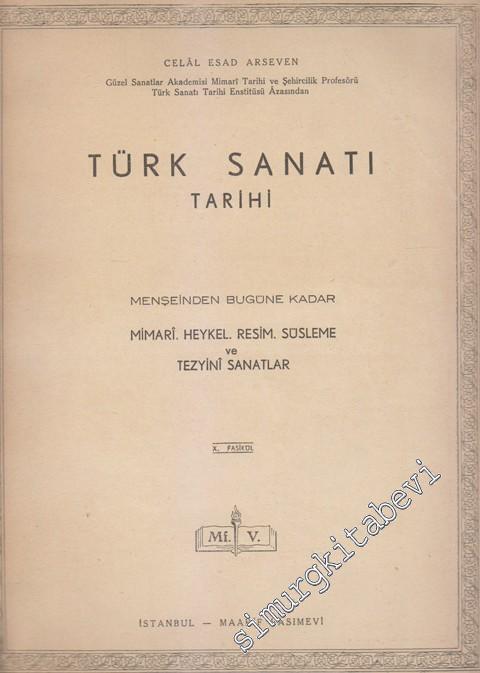 CELÂL ESAD ARSEVEN
Güzel Sanatlar Akademisi Mimarî Tarihi ve Şehircilik Profesörü
Türk Sanatı Tarihi Enstitüsü Âzasından
TÜRK SANATI
TARİHİ
MENŞEİNDEN BUGÜNE KADAR
MİMARÎ. HEYKEL. RESİM. SÜSLEME
ve
TEZYİNÎ SANATLAR
X. FASİKÜL
Mf. V.
İSTANBUL — MAARİF BASIMEVİ
simurgkitabevi